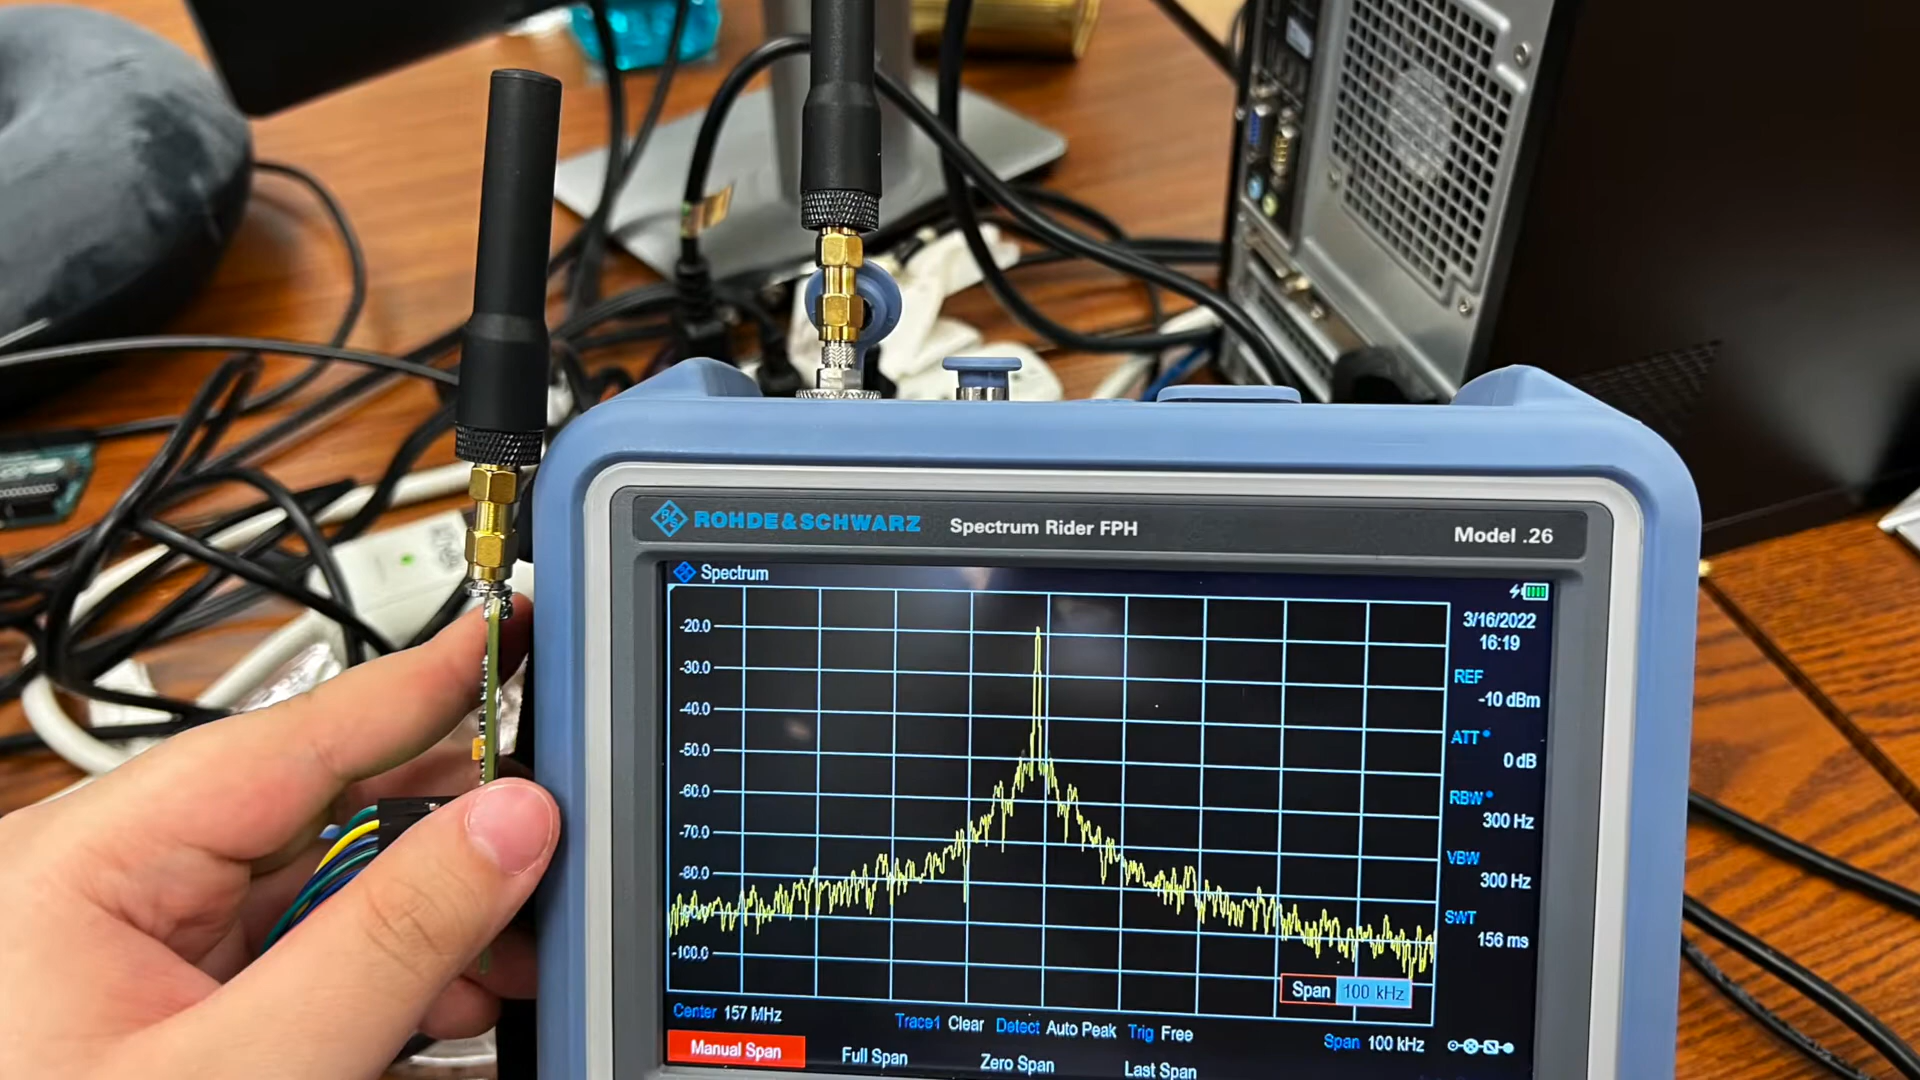 ROHDE&SCHWARZ Spectrum Rider FPH Model .26
Spectrum
3/16/2022
16:19
-20.0
-30.0
-40.0
-50.0
-60.0
-70.0
-80.0
-90.0
-100.0
REF
-10 dBm
ATT
0 dB
RBW
300 Hz
VBW
300 Hz
SWT
156 ms
Span 100 kHz
Center 157 MHz
Trace1 Clear Detect Auto Peak Trig Free
Span 100 kHz
Manual Span Full Span Zero Span Last Span